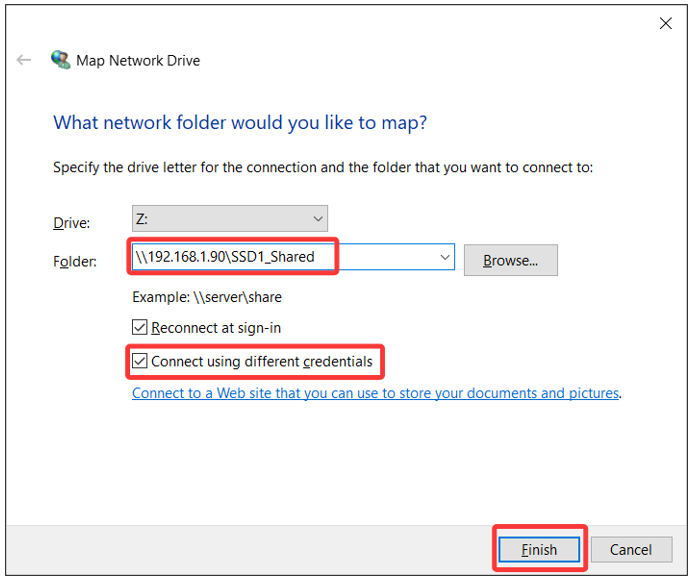 Map Network Drive
What network folder would you like to map?
Specify the drive letter for the connection and the folder that you want to connect to:
Drive: Z:
Folder: \\192.168.1.90\SSD1_Shared Browse...
Example: \\server\share
Reconnect at sign-in
Connect using different credentials
Connect to a Web site that you can use to store your documents and pictures.
Finish Cancel